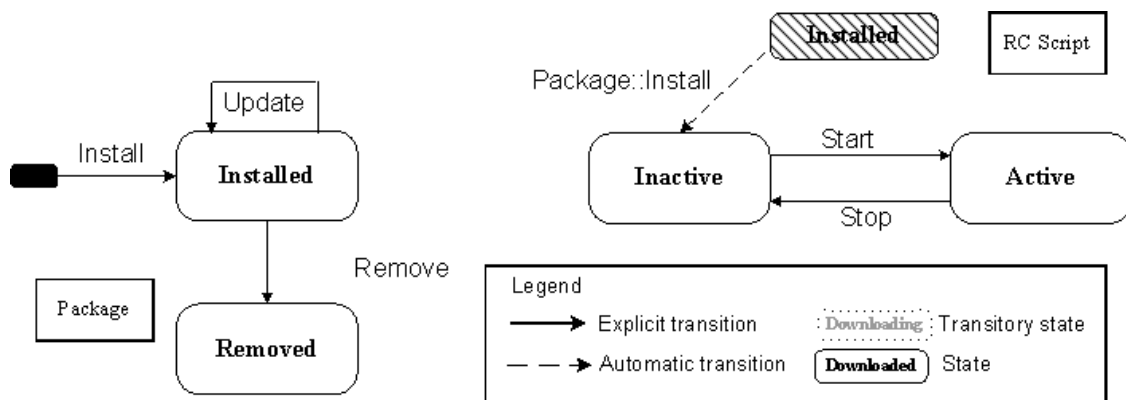 Update
Install
Installed
Remove
Package
Removed
Installed
RC Script
Package::Install
Inactive
Start
Active
Stop
Legend
Explicit transition
Downloading
Transitory state
Automatic transition
Downloaded
State